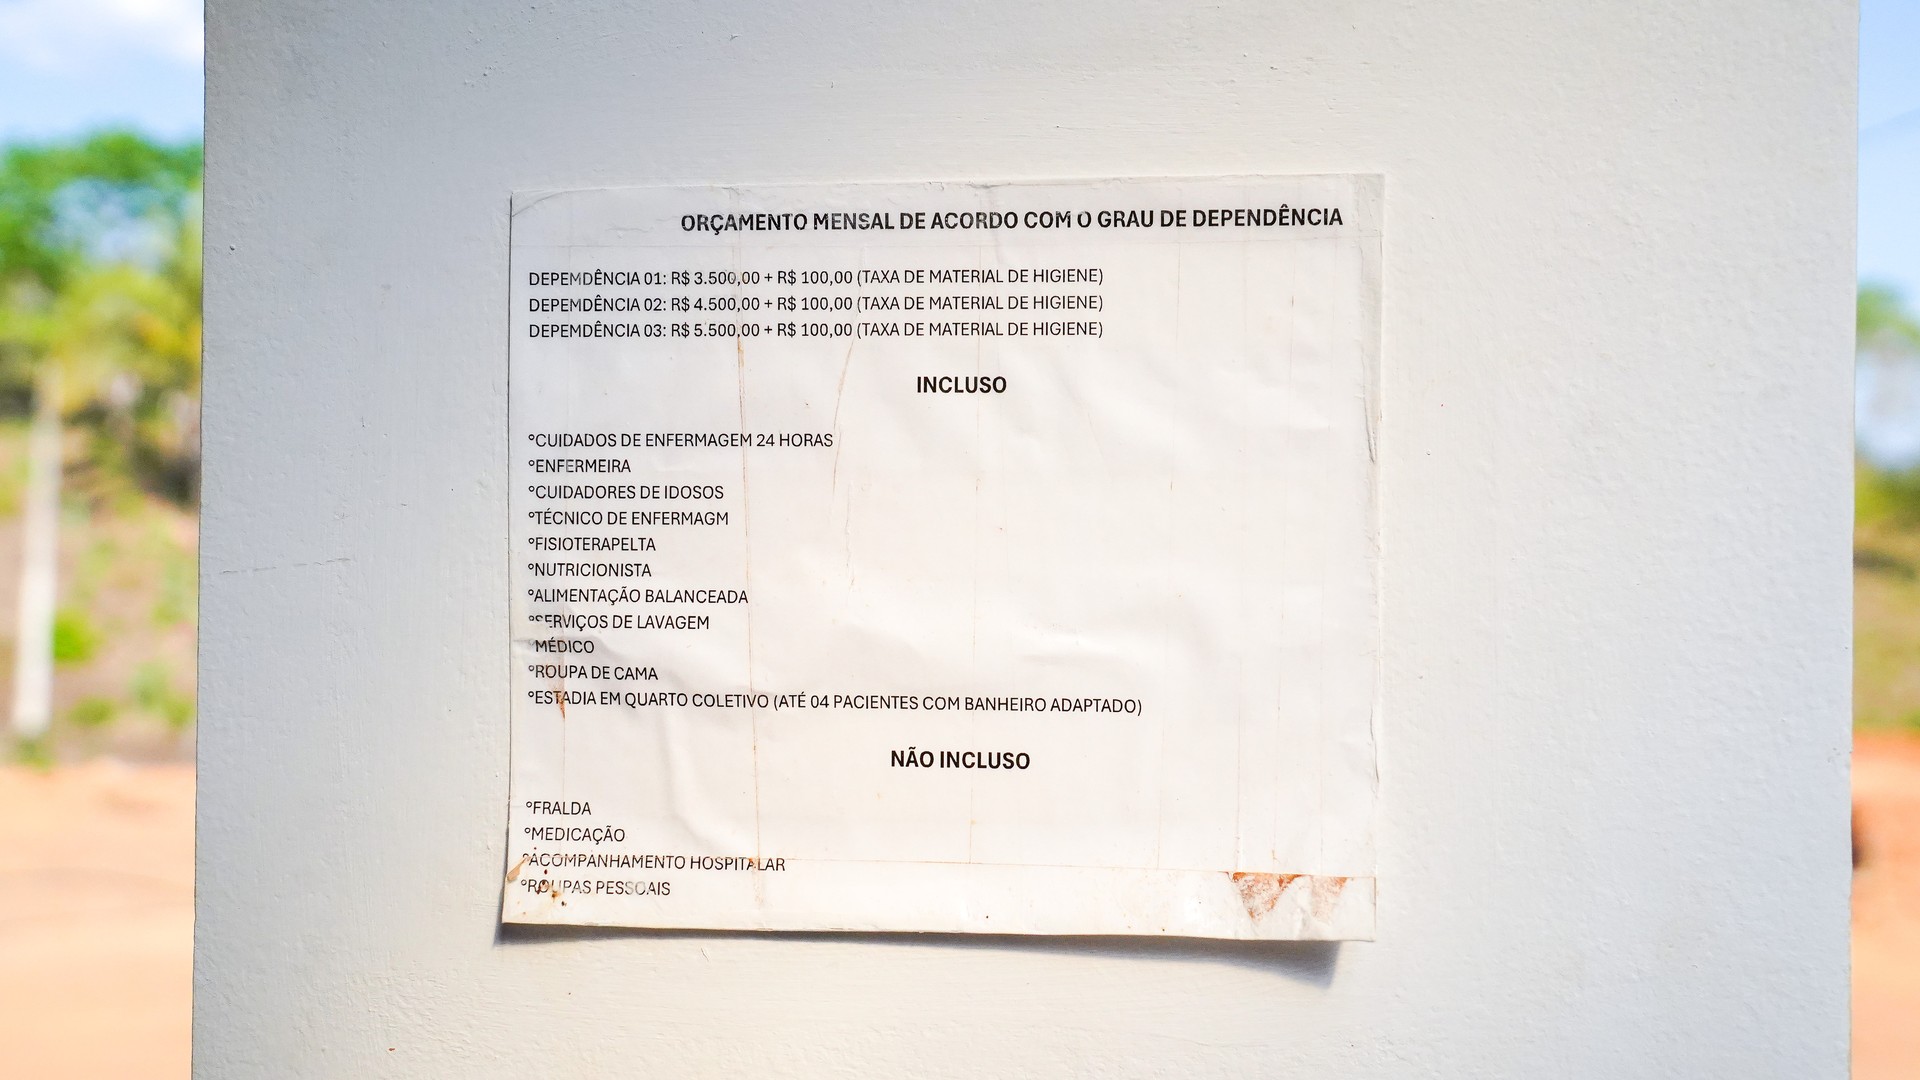 ORÇAMENTO MENSAL DE ACORDO COM O GRAU DE DEPENDÊNCIA
DEPEMDÊNCIA 01: R$ 3.500,00 + R$ 100,00 (TAXA DE MATERIAL DE HIGIENE)
DEPEMDÊNCIA 02: R$ 4.500,00 + R$ 100,00 (TAXA DE MATERIAL DE HIGIENE)
DEPEMDÊNCIA 03: R$ 5.500,00 + R$ 100,00 (TAXA DE MATERIAL DE HIGIENE)
INCLUSO
°CUIDADOS DE ENFERMAGEM 24 HORAS
°ENFERMEIRA
°CUIDADORES DE IDOSOS
°TÉCNICO DE ENFERMAGM
°FISIOTERAPELTA
°NUTRICIONISTA
°ALIMENTAÇÃO BALANCEADA
°SERVIÇOS DE LAVAGEM
°MÉDICO
°ROUPA DE CAMA
°ESTADIA EM QUARTO COLETIVO (ATÉ 04 PACIENTES COM BANHEIRO ADAPTADO)
NÃO INCLUSO
°FRALDA
°MEDICAÇÃO
°ACOMPANHAMENTO HOSPITALAR
°ROUPAS PESSOAIS